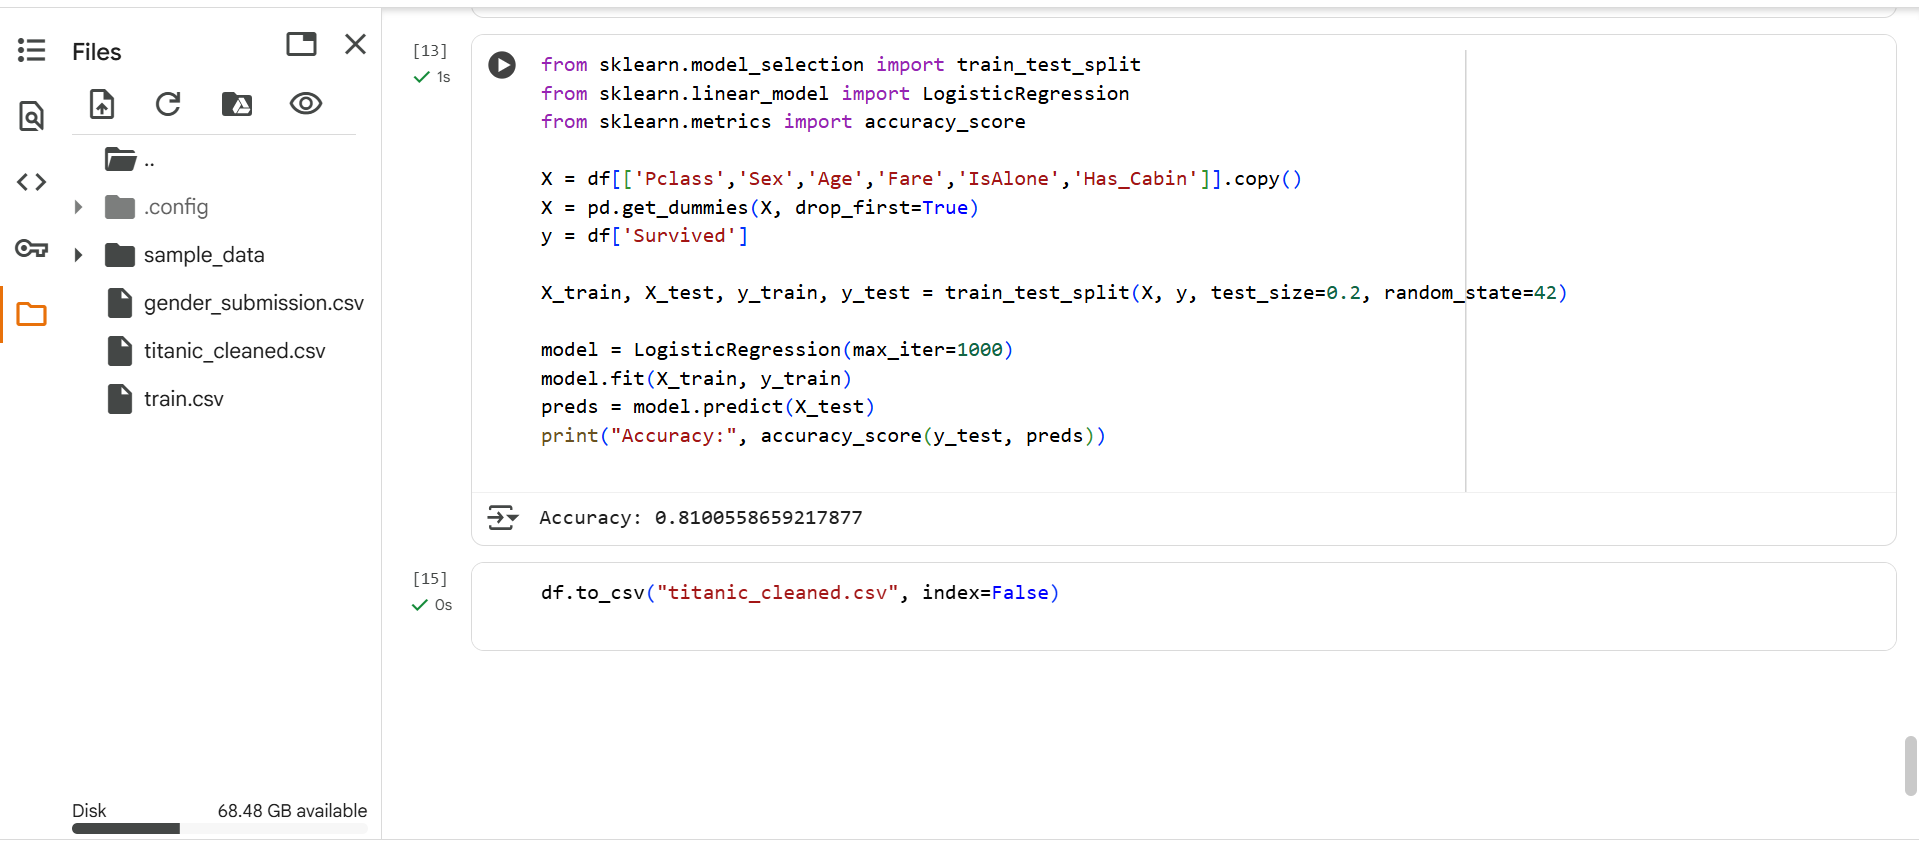 Files
..
.config
sample_data
gender_submission.csv
titanic_cleaned.csv
train.csv
Disk 68.48 GB available
[13]
1s
from sklearn.model_selection import train_test_split
from sklearn.linear_model import LogisticRegression
from sklearn.metrics import accuracy_score
X = df[['Pclass','Sex','Age','Fare','IsAlone','Has_Cabin']].copy()
X = pd.get_dummies(X, drop_first=True)
y = df['Survived']
X_train, X_test, y_train, y_test = train_test_split(X, y, test_size=0.2, random_state=42)
model = LogisticRegression(max_iter=1000)
model.fit(X_train, y_train)
preds = model.predict(X_test)
print("Accuracy:", accuracy_score(y_test, preds))
Accuracy: 0.8100558659217877
[15]
0s
df.to_csv("titanic_cleaned.csv", index=False)